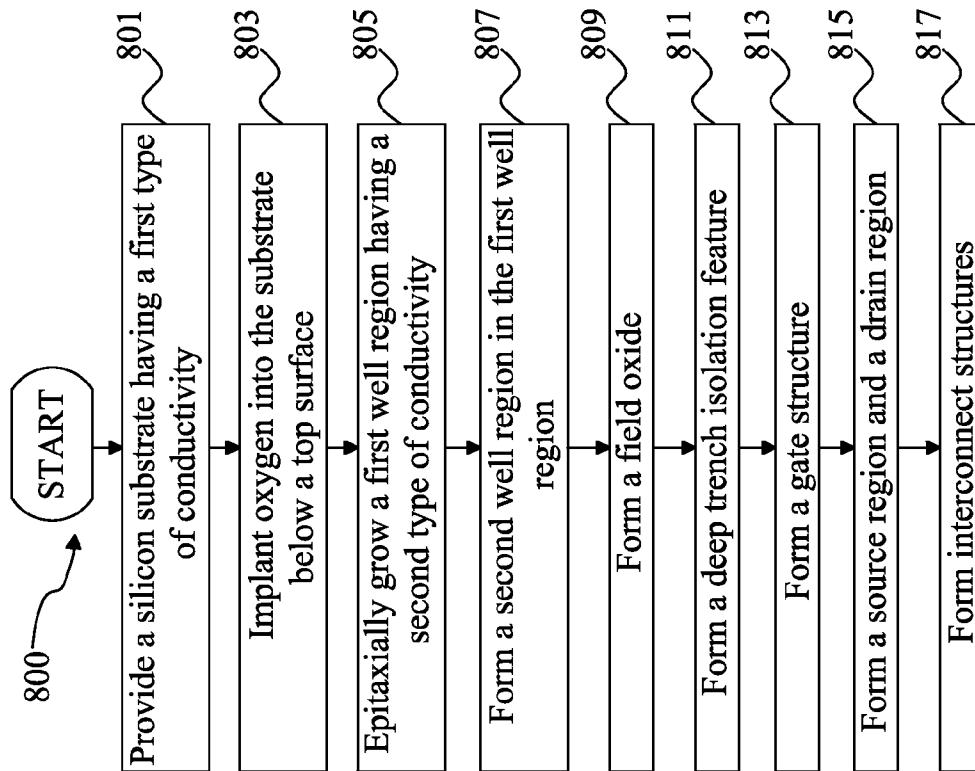 800
START
Provide a silicon substrate having a first type
of conductivity
801
Implant oxygen into the substrate
below a top surface
803
Epitaxially grow a first well region having a
second type of conductivity
805
Form a second well region in the first well
region
807
Form a field oxide
809
Form a deep trench isolation feature
811
Form a gate structure
813
Form a source region and a drain region
815
Form interconnect structures
817